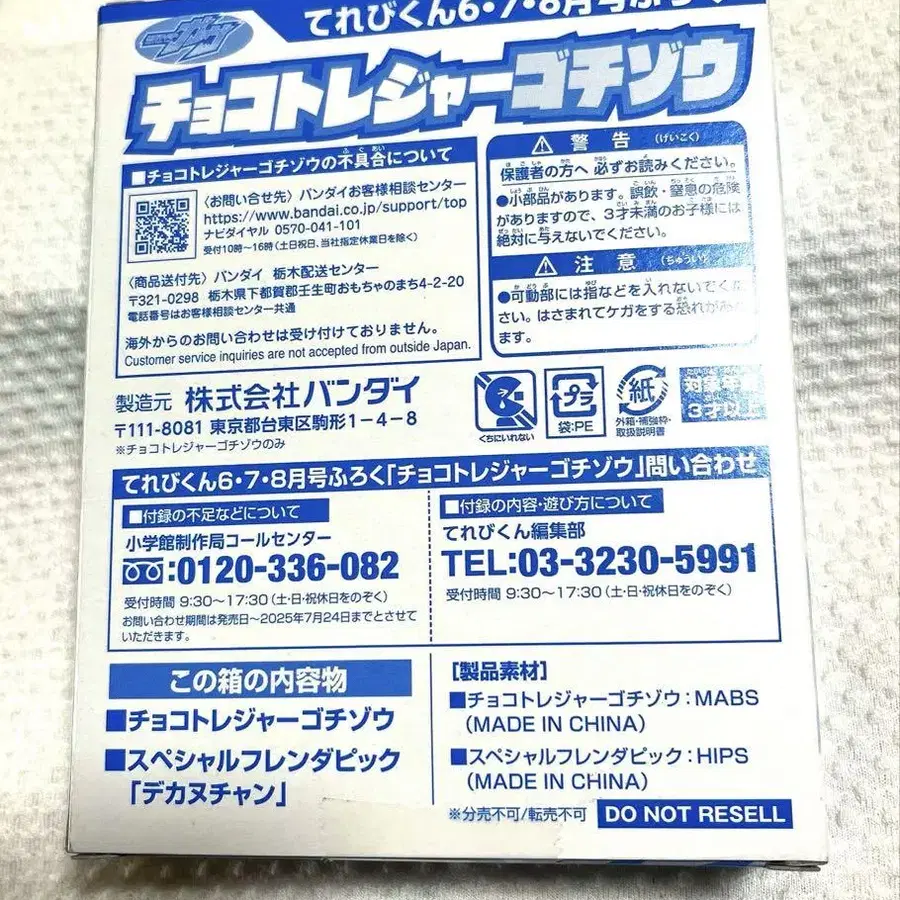 てれびくん6・7・8月号ふろく
ガヴ
チョコトレジャーゴチゾウ
■チョコトレジャーゴチゾウの不具合について
〈お問い合せ先〉バンダイお客様相談センター
https://www.bandai.co.jp/support/top
ナビダイヤル 0570-041-101
受付10時〜16時(土日祝日、当社指定休業日を除く)
〈商品送付先〉バンダイ 栃木配送センター
〒321-0298 栃木県下都賀郡壬生町おもちゃのまち4-2-20
電話番号はお客様相談センター共通
海外からのお問い合わせは受け付けておりません。
Customer service inquiries are not accepted from outside Japan.
警告 (けいこく)
保護者の方へ 必ずお読みください。
●小部品があります。誤飲・窒息の危険
がありますので、3才未満のお子様には
絶対に与えないでください。
注意 (ちゅうい)
●可動部には指などを入れないでくだ
さい。はさまれてケガをする恐れがあり
ます。
製造元 株式会社バンダイ
〒111-8081 東京都台東区駒形1-4-8
※チョコトレジャーゴチゾウのみ
くちにいれない
プラ
袋:PE
紙
外箱・補強枠・
取扱説明書
対象年齢
3才以上
てれびくん6・7・8月号ふろく「チョコトレジャーゴチゾウ」問い合わせ
■付録の不足などについて
小学館制作局コールセンター
:0120-336-082
受付時間 9:30〜17:30(土・日・祝休日をのぞく)
お問い合わせ期間は発売日〜2025年7月24日までとさせて
いただきます。
■付録の内容・遊び方について
てれびくん編集部
TEL:03-3230-5991
受付時間 9:30〜17:30(土・日・祝休日をのぞく)
この箱の内容物
■チョコトレジャーゴチゾウ
■スペシャルフレンダピック
「デカヌチャン」
[製品素材]
■チョコトレジャーゴチゾウ:MABS
(MADE IN CHINA)
■スペシャルフレンダピック:HIPS
(MADE IN CHINA)
※分売不可/転売不可 DO NOT RESELL